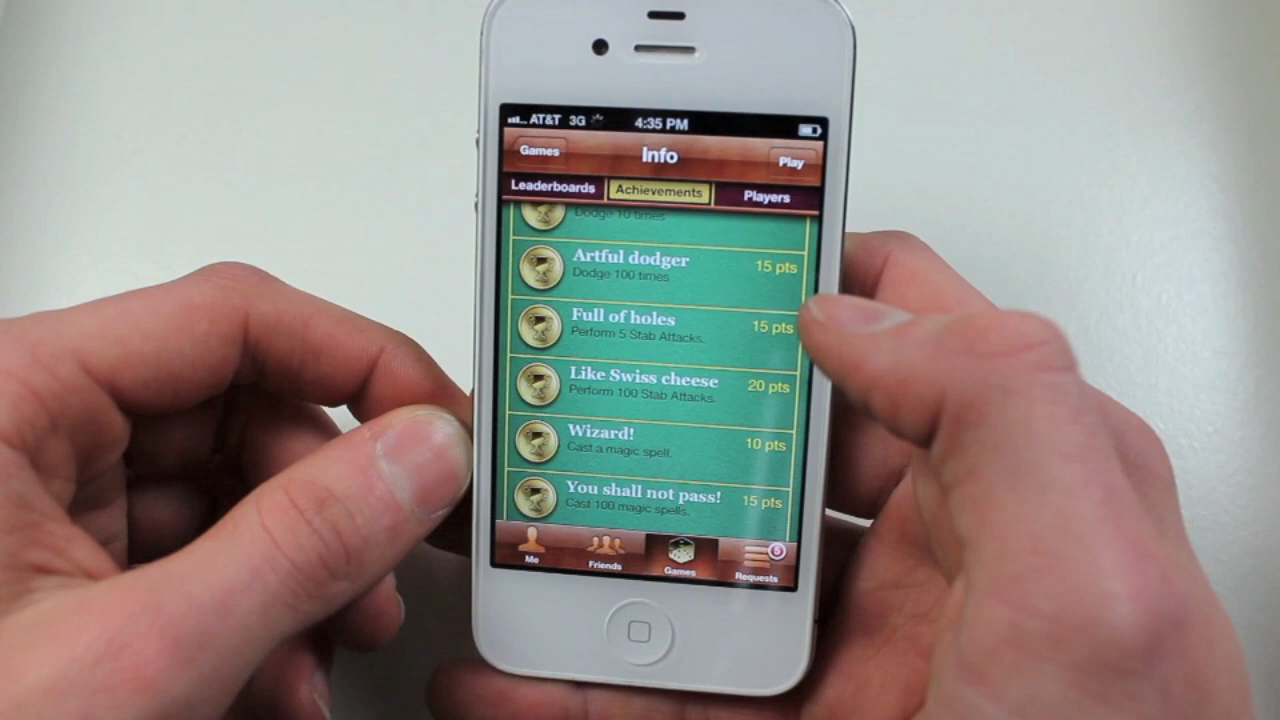 AT&T 3G 4:35 PM
Games Info Play
Leaderboards Achievements Players
Dodge 10 times
Artful dodger 15 pts
Dodge 100 times
Full of holes 15 pts
Perform 5 Stab Attacks.
Like Swiss cheese 20 pts
Perform 100 Stab Attacks.
Wizard! 10 pts
Cast a magic spell.
You shall not pass! 15 pts
Cast 100 magic spells.
5
Me Friends Games Requests